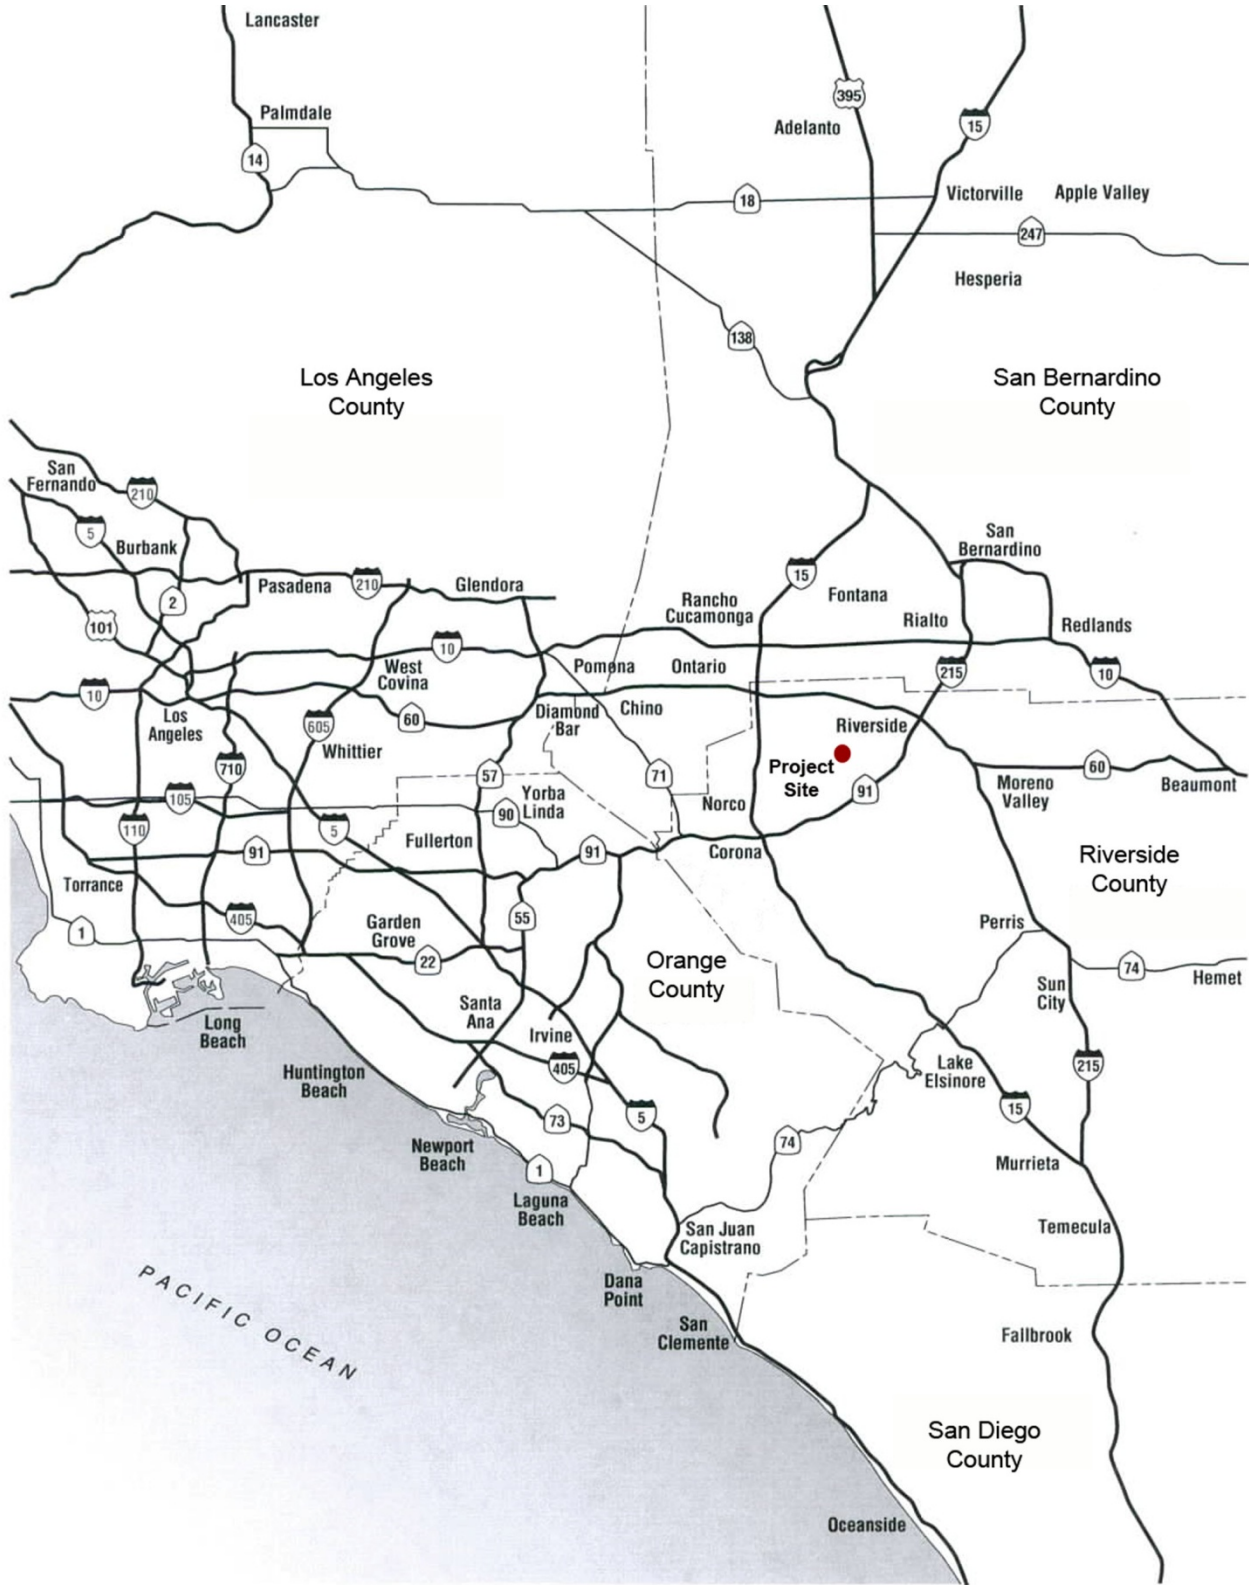 Lancaster
Palmdale
14
395
Adelanto
15
18
Victorville
Apple Valley
247
Hesperia
138
Los Angeles
County
San Bernardino
County
San
Fernando
210
5
Burbank
San
Bernardino
Pasadena
210
Glendora
15
Fontana
2
101
Rancho
Cucamonga
Rialto
Redlands
10
West
Covina
Pomona
Ontario
215
10
10
Los
Angeles
605
60
Diamond
Bar
Chino
Riverside
Whittier
710
57
71
Project
Site
60
Moreno
Valley
Beaumont
105
Yorba
Linda
90
Norco
91
110
5
Fullerton
91
91
Corona
Riverside
County
Torrance
405
1
Garden
Grove
22
55
Perris
Orange
County
74
Hemet
Sun
City
Long
Beach
Santa
Ana
Irvine
Huntington
Beach
405
Lake
Elsinore
215
15
73
5
74
Newport
Beach
1
Murrieta
Laguna
Beach
San Juan
Capistrano
Temecula
PACIFIC OCEAN
Dana
Point
San
Clemente
Fallbrook
San Diego
County
Oceanside